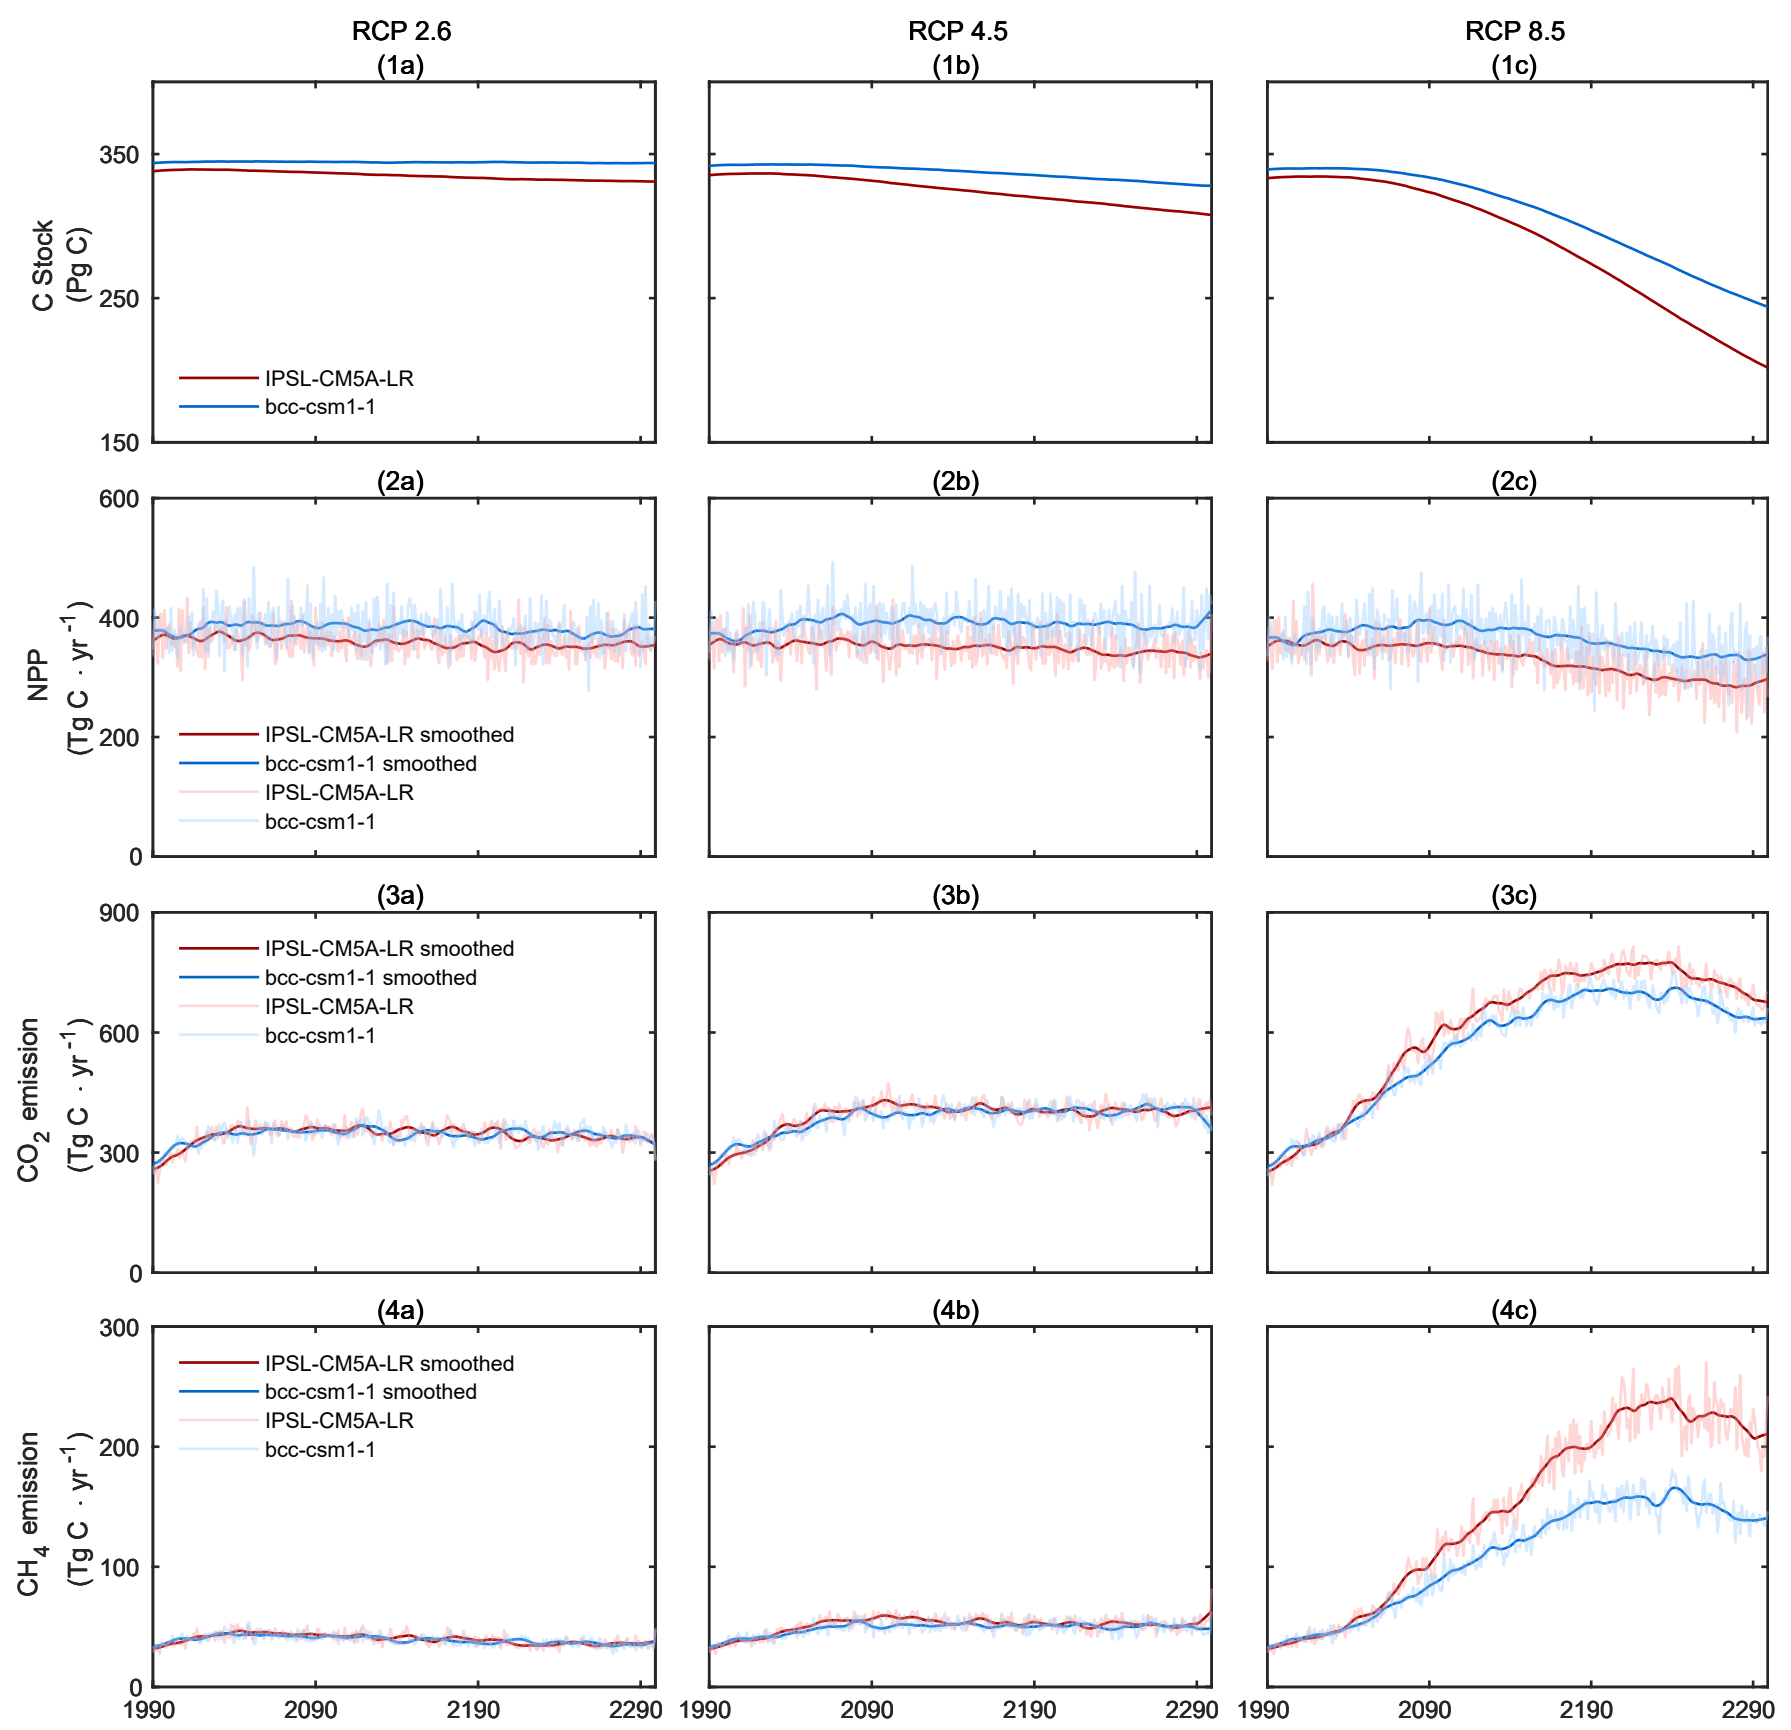 RCP 2.6
RCP 4.5
RCP 8.5
(1a)
(1b)
(1c)
C Stock
(Pg C)
350
250
150
IPSL-CM5A-LR
bcc-csm1-1
(2a)
(2b)
(2c)
NPP
(Tg C · yr⁻¹)
600
400
200
0
IPSL-CM5A-LR smoothed
bcc-csm1-1 smoothed
IPSL-CM5A-LR
bcc-csm1-1
(3a)
(3b)
(3c)
CO₂ emission
(Tg C · yr⁻¹)
900
600
300
0
IPSL-CM5A-LR smoothed
bcc-csm1-1 smoothed
IPSL-CM5A-LR
bcc-csm1-1
(4a)
(4b)
(4c)
CH₄ emission
(Tg C · yr⁻¹)
300
200
100
0
IPSL-CM5A-LR smoothed
bcc-csm1-1 smoothed
IPSL-CM5A-LR
bcc-csm1-1
1990 2090 2190 2290
1990 2090 2190 2290
1990 2090 2190 2290